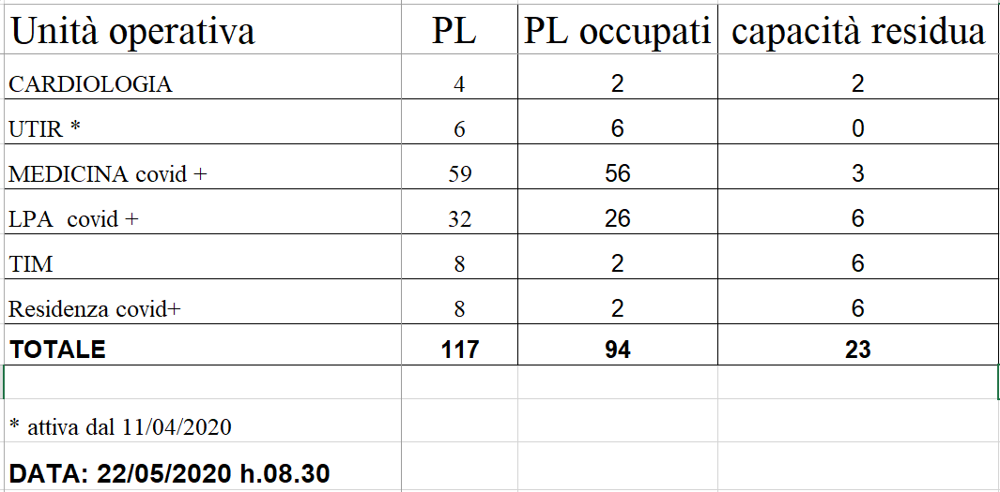 Unità operativa PL PL occupati capacità residua
CARDIOLOGIA 4 2 2
UTIR * 6 6 0
MEDICINA covid + 59 56 3
LPA covid + 32 26 6
TIM 8 2 6
Residenza covid+ 8 2 6
TOTALE 117 94 23
* attiva dal 11/04/2020
DATA: 22/05/2020 h.08.30